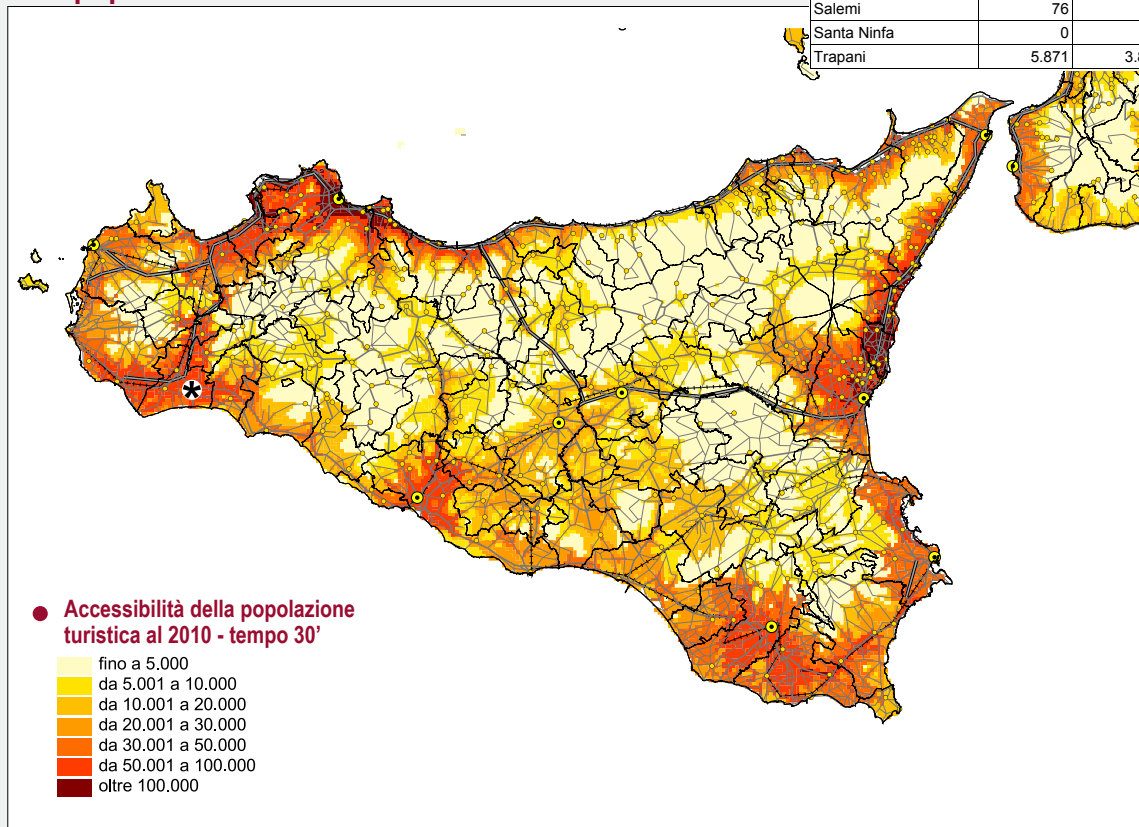 Salemi 76
Santa Ninfa 0
Trapani 5.871
Accessibilità della popolazione
turistica al 2010 - tempo 30’
fino a 5.000
da 5.001 a 10.000
da 10.001 a 20.000
da 20.001 a 30.000
da 30.001 a 50.000
da 50.001 a 100.000
oltre 100.000